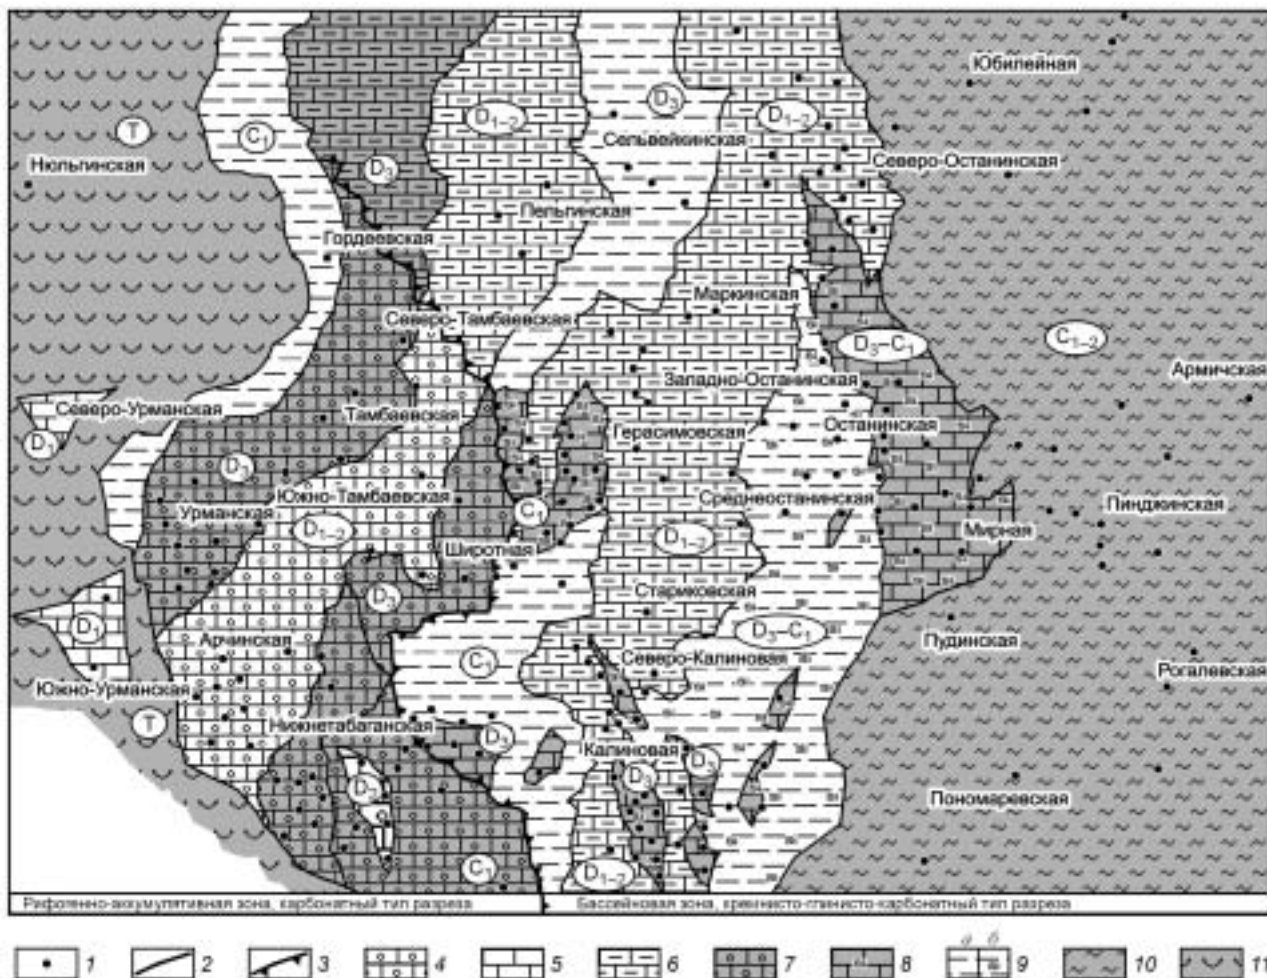 Юбилейная
D₁₋₂
D₃
D₁₋₂
T
C₁
Сельвейкинская
Нюльгинская
Северо-Останинская
D₃
Пельгинская
Гордеевская
Маркинская
Северо-Тамбаевская
D₃–C₁
C₁₋₂
Армичская
Западно-Останинская
Северо-Урманская
Тамбаевская
Герасимовская
Останинская
D₁
D₃
Южно-Тамбаевская
Среднеостанинская
Урманская
C₁
Пинджинская
D₁₋₂
Мирная
Широтная
D₁₋₂
D₃
Стариковская
D₁
D₃–C₁
Арчинская
Пудинская
C₁
Северо-Калиновая
Рогалевская
Южно-Урманская
T
Нижнетабаганская
D₃
Калиновая
D₃
D₃
D₃
Пономаревская
C₁
D₁₋₂
Рифогенно-аккумулятивная зона, карбонатный тип разреза
Бассейновая зона, кремнисто-глинисто-карбонатный тип разреза
1 2 3 4 5 6 7 8 9 10 11